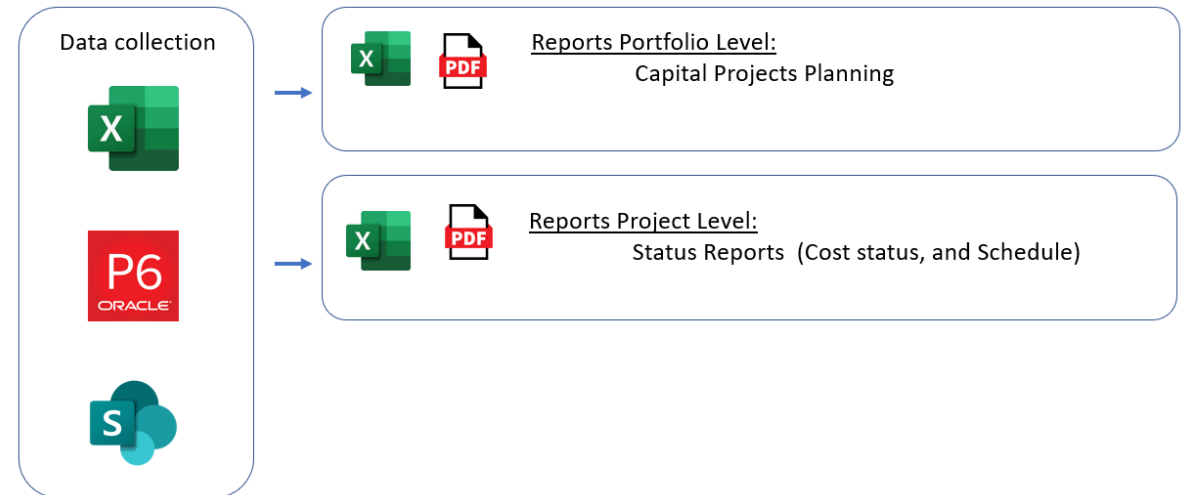 Data collection
X
P6
ORACLE
S
X
PDF
Reports Portfolio Level:
Capital Projects Planning
X
PDF
Reports Project Level:
Status Reports  (Cost status, and Schedule)